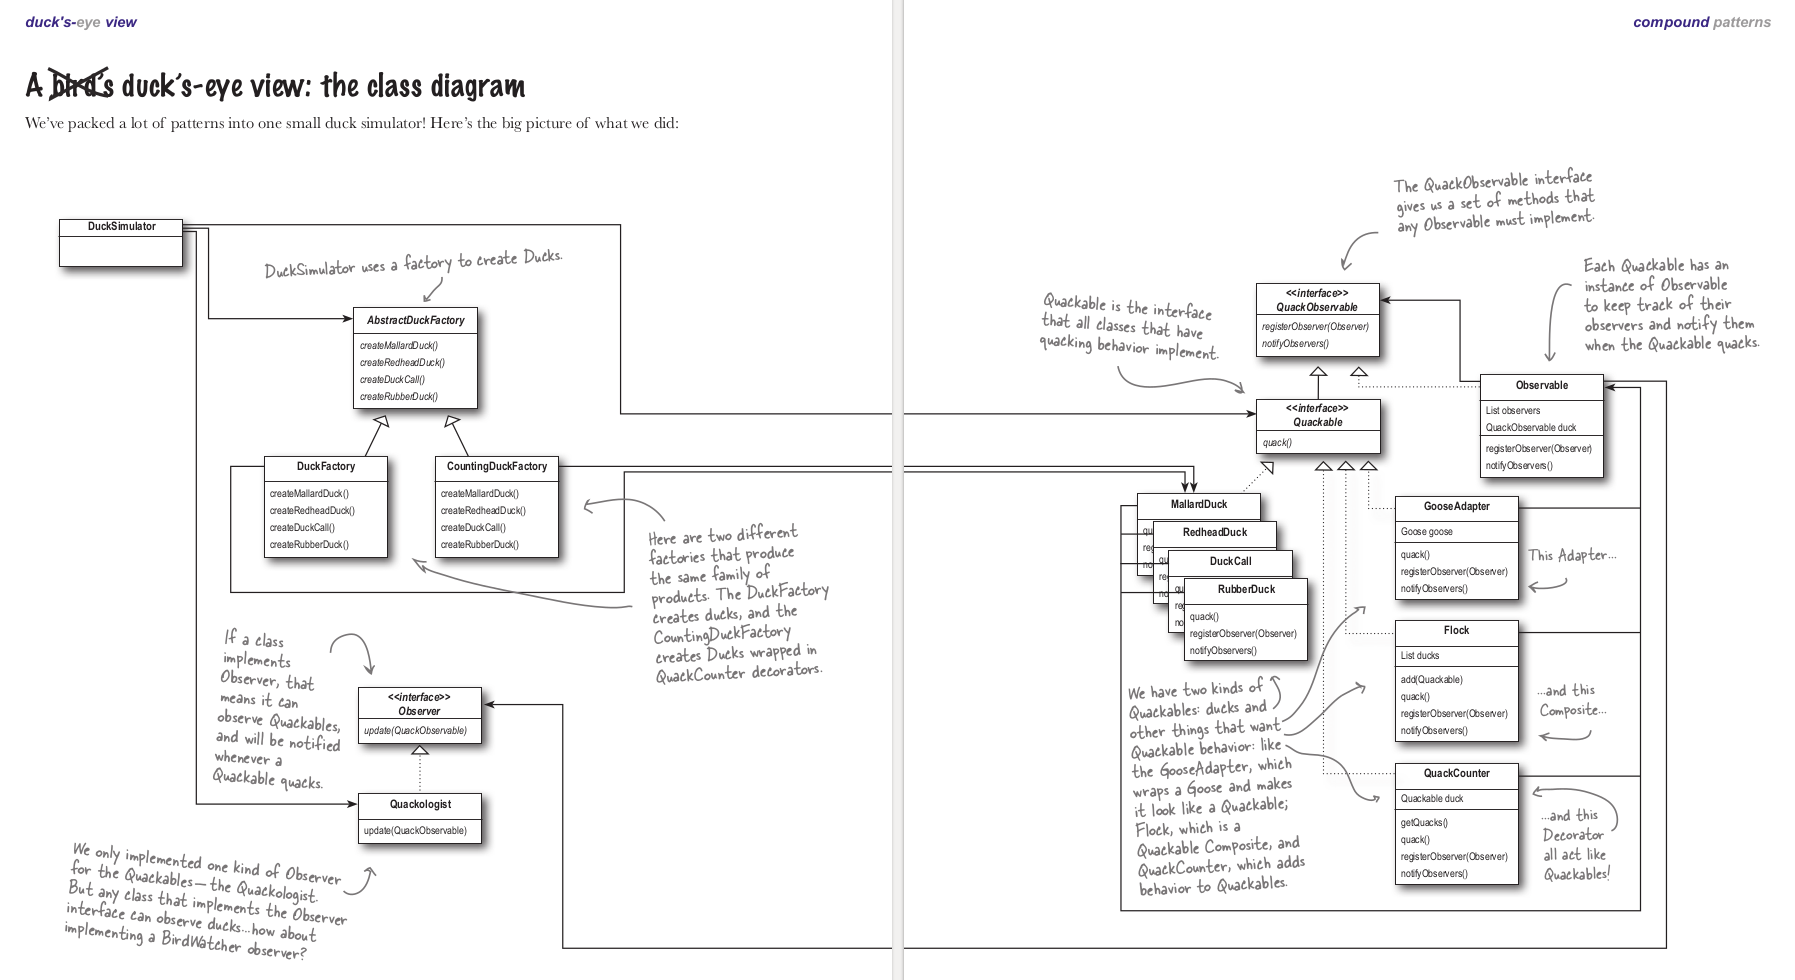 duck's-eye view
compound patterns
A bird's duck's-eye view: the class diagram
We've packed a lot of patterns into one small duck simulator! Here's the big picture of what we did:
DuckSimulator
DuckSimulator uses a factory to create Ducks.
AbstractDuckFactory
createMallardDuck()
createRedheadDuck()
createDuckCall()
createRubberDuck()
DuckFactory
createMallardDuck()
createRedheadDuck()
createDuckCall()
createRubberDuck()
CountingDuckFactory
createMallardDuck()
createRedheadDuck()
createDuckCall()
createRubberDuck()
Here are two different
factories that produce
the same family of
products. The DuckFactory
creates ducks, and the
CountingDuckFactory
creates Ducks wrapped in
QuackCounter decorators.
If a class
implements
Observer, that
means it can
observe Quackables,
and will be notified
whenever a
Quackable quacks.
<<interface>>
Observer
update(QuackObservable)
Quackologist
update(QuackObservable)
We only implemented one kind of Observer
for the Quackables—the Quackologist.
But any class that implements the Observer
interface can observe ducks...how about
implementing a BirdWatcher observer?
The QuackObservable interface
gives us a set of methods that
any Observable must implement.
Quackable is the interface
that all classes that have
quacking behavior implement.
<<interface>>
QuackObservable
registerObserver(Observer)
notifyObservers()
Each Quackable has an
instance of Observable
to keep track of their
observers and notify them
when the Quackable quacks.
<<interface>>
Quackable
quack()
Observable
List observers
QuackObservable duck
registerObserver(Observer)
notifyObservers()
MallardDuck
qu
reg
no
RedheadDuck
qu
re
no
DuckCall
qu
reg
no
RubberDuck
quack()
registerObserver(Observer)
notifyObservers()
GooseAdapter
Goose goose
quack()
registerObserver(Observer)
notifyObservers()
This Adapter...
Flock
List ducks
add(Quackable)
quack()
registerObserver(Observer)
notifyObservers()
...and this
Composite...
QuackCounter
Quackable duck
getQuacks()
quack()
registerObserver(Observer)
notifyObservers()
...and this
Decorator
all act like
Quackables!
We have two kinds of
Quackables: ducks and
other things that want
Quackable behavior: like
the GooseAdapter, which
wraps a Goose and makes
it look like a Quackable;
Flock, which is a
Quackable Composite, and
QuackCounter, which adds
behavior to Quackables.